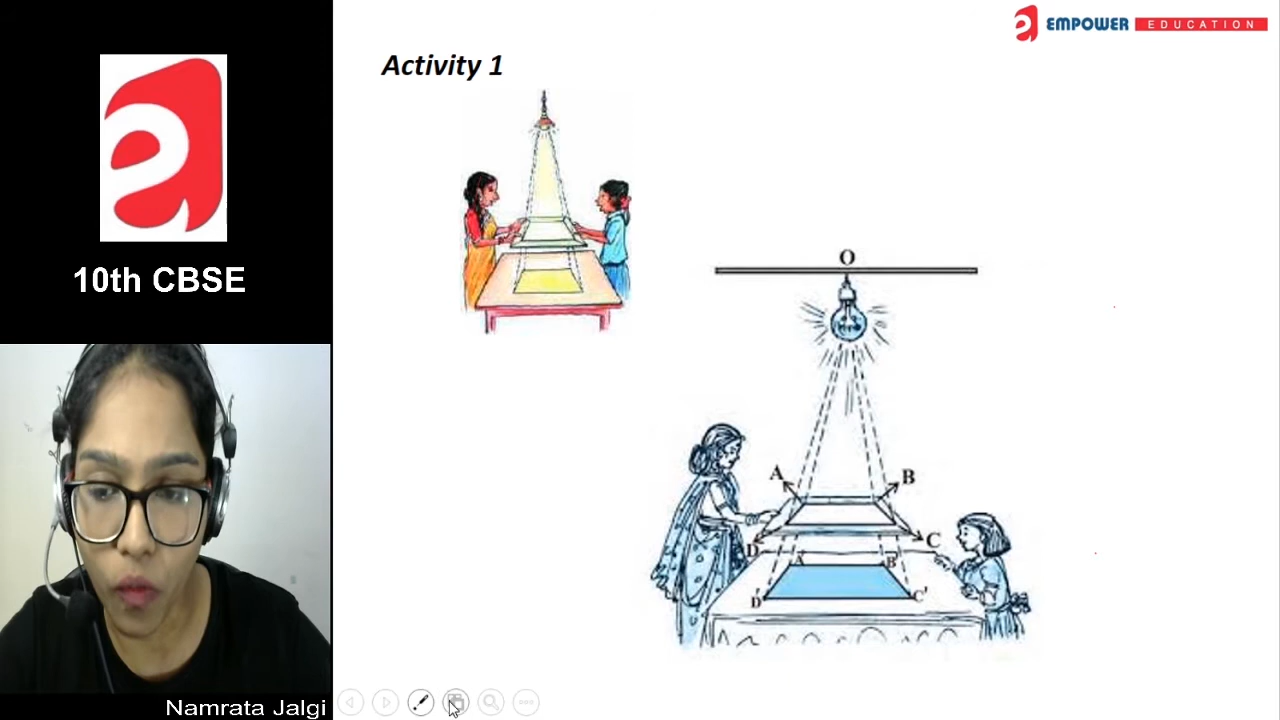 EMPOWER EDUCATION
Activity 1
10th CBSE
O
A
B
D
C
A'
B'
D'
C'
Namrata Jalgi